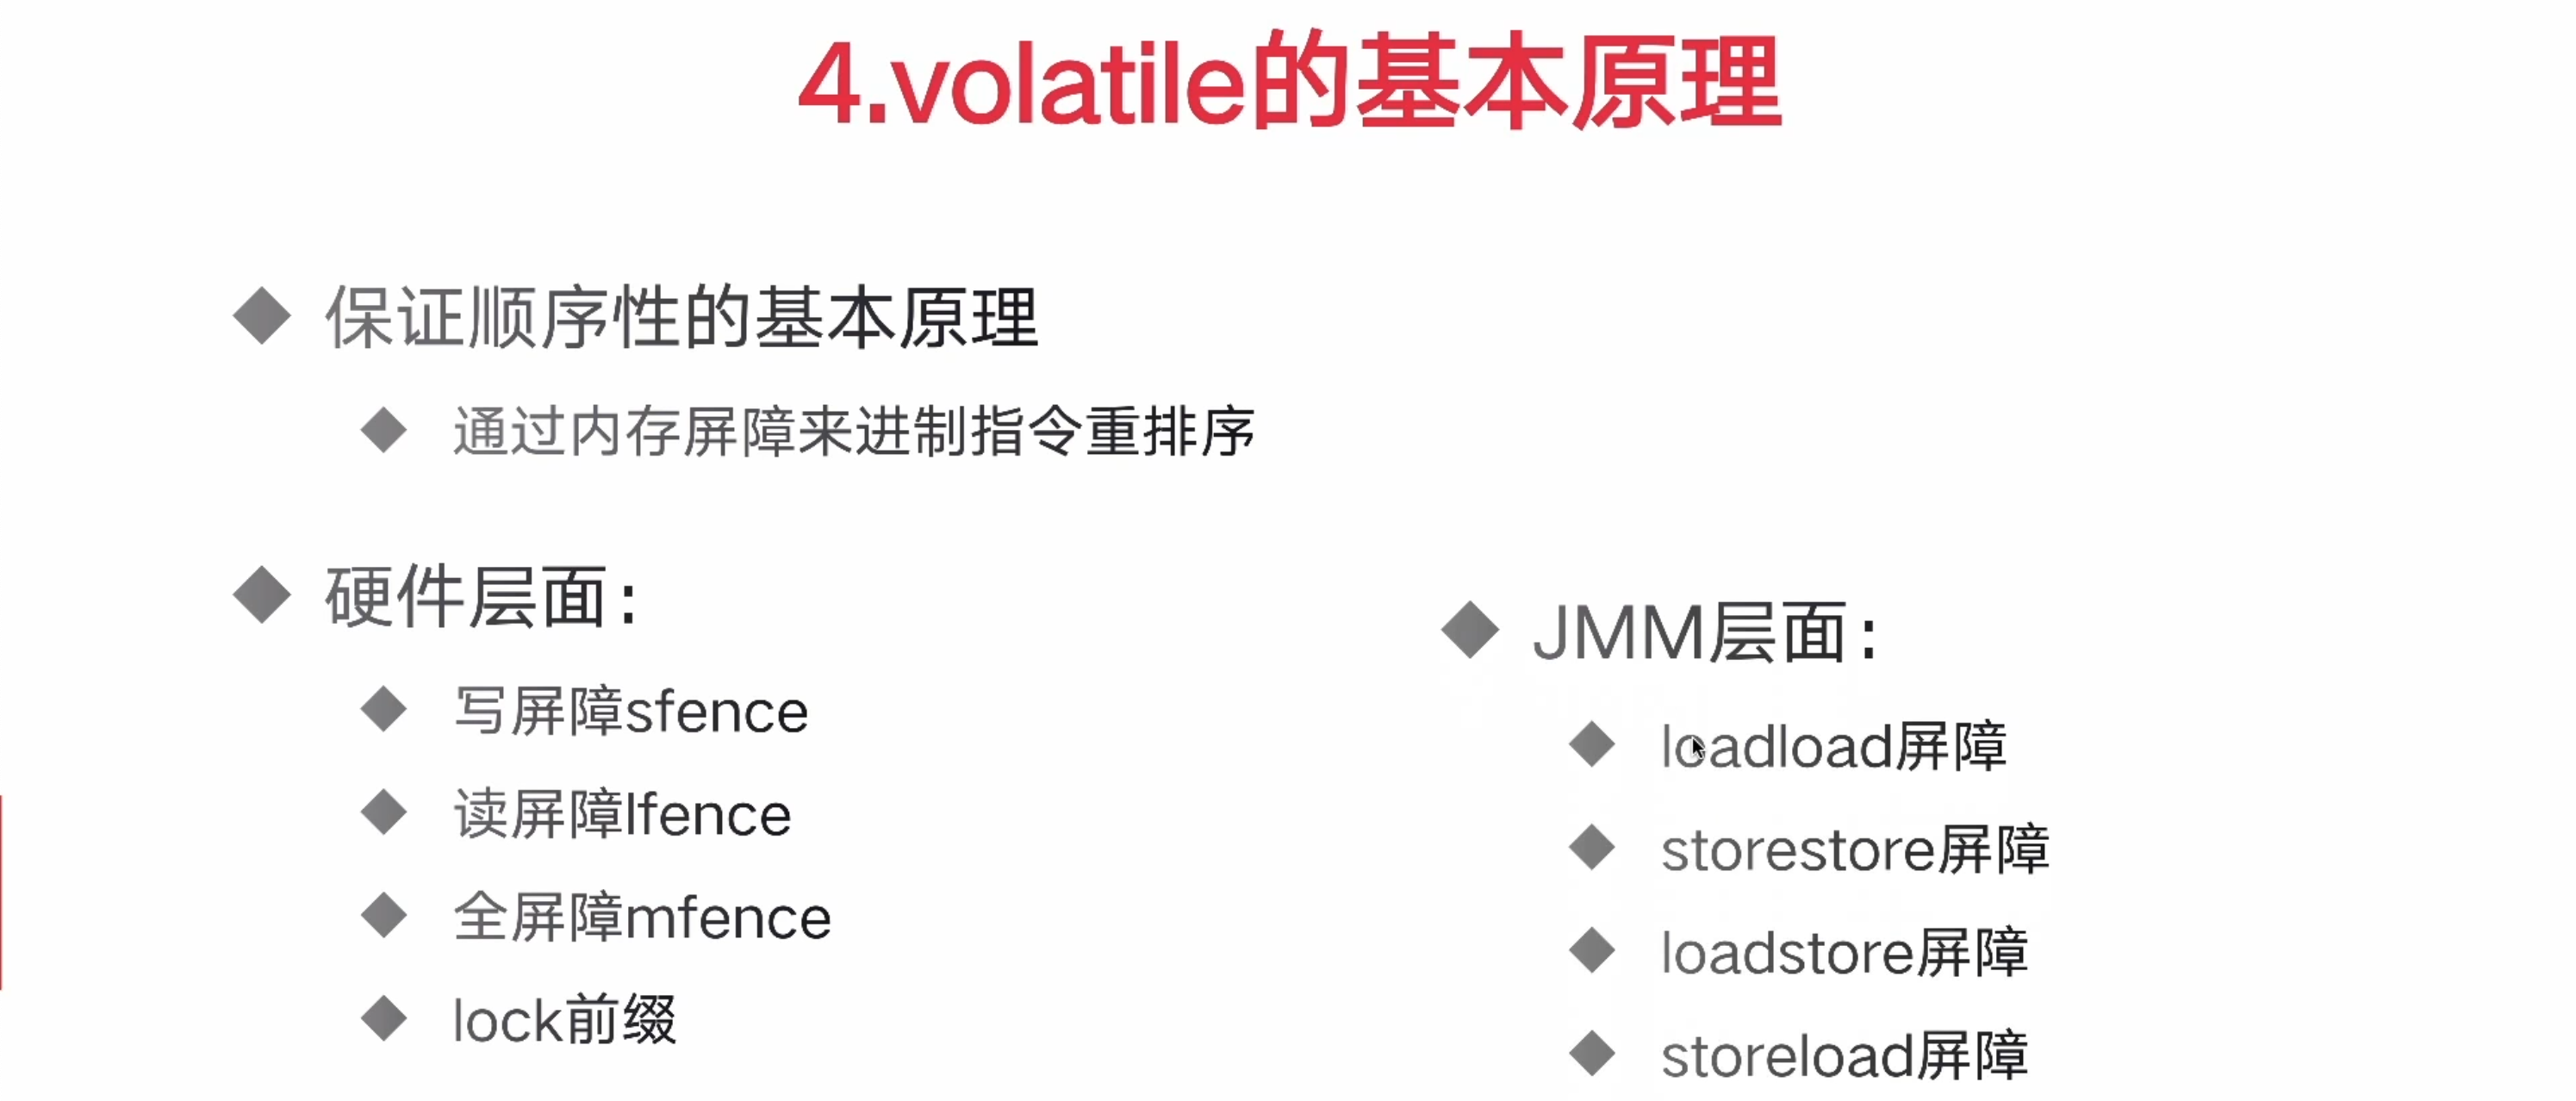 4.volatile的基本原理
保证顺序性的基本原理
通过内存屏障来进制指令重排序
硬件层面：
写屏障sfence
读屏障lfence
全屏障mfence
lock前缀
JMM层面：
loadload屏障
storestore屏障
loadstore屏障
storeload屏障